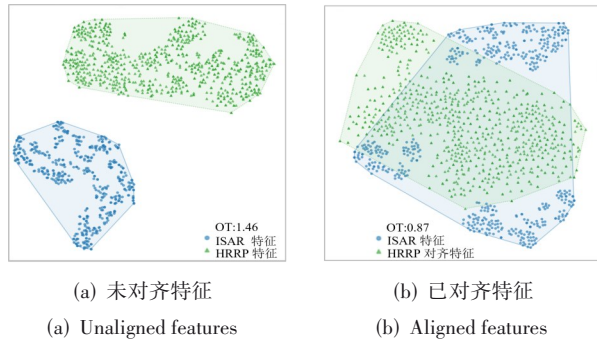 OT:1.46
ISAR 特征
HRRP 特征
OT:0.87
ISAR 特征
HRRP 对齐特征
(a) 未对齐特征
(b) 已对齐特征
(a) Unaligned features
(b) Aligned features